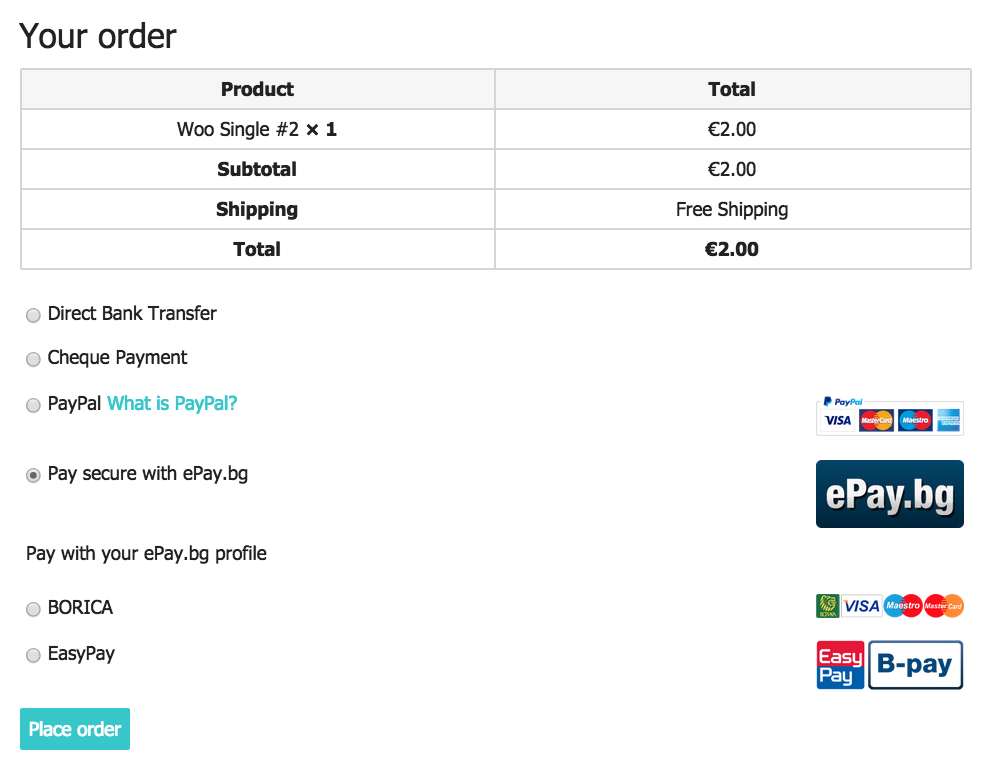 Your order
Product Total
Woo Single #2 × 1 €2.00
Subtotal €2.00
Shipping Free Shipping
Total €2.00
Direct Bank Transfer
Cheque Payment
PayPal What is PayPal?
PayPal
VISA MasterCard Maestro
Pay secure with ePay.bg
ePay.bg
Pay with your ePay.bg profile
BORICA
VISA Maestro MasterCard
EasyPay
Easy
Pay
B-pay
Place order